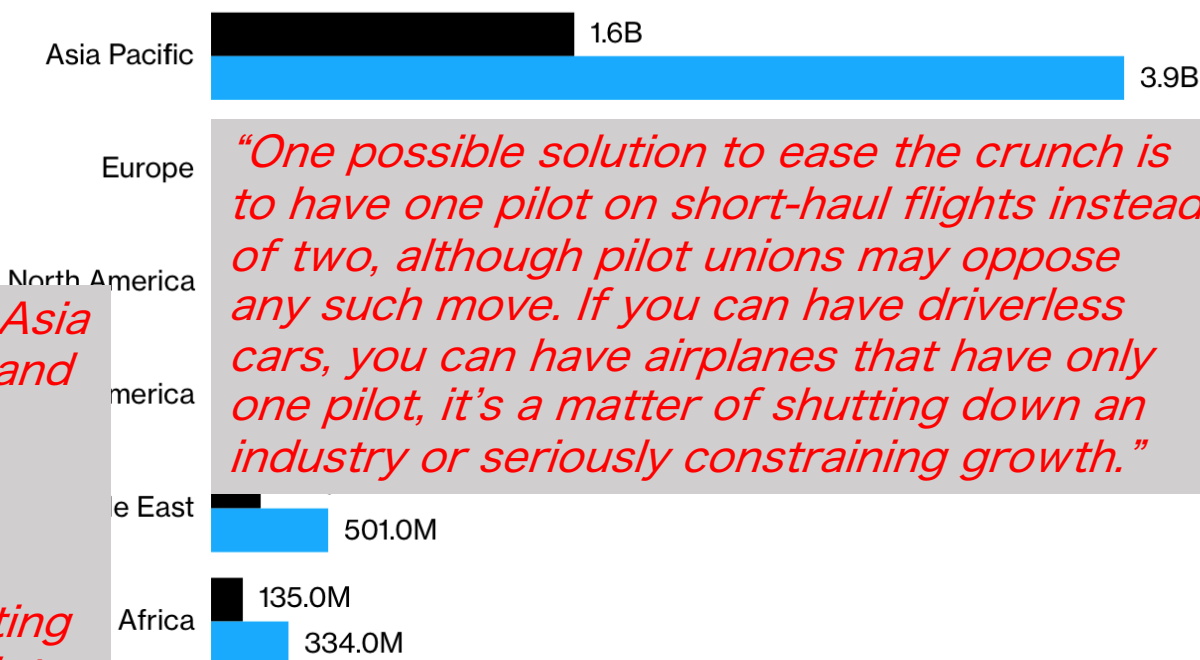 Asia Pacific
1.6B
3.9B
Europe
“One possible solution to ease the crunch is
to have one pilot on short-haul flights instead
of two, although pilot unions may oppose
any such move. If you can have driverless
cars, you can have airplanes that have only
one pilot, it’s a matter of shutting down an
industry or seriously constraining growth.”
North America
Asia
and
merica
e East
501.0M
ting
Africa
135.0M
334.0M